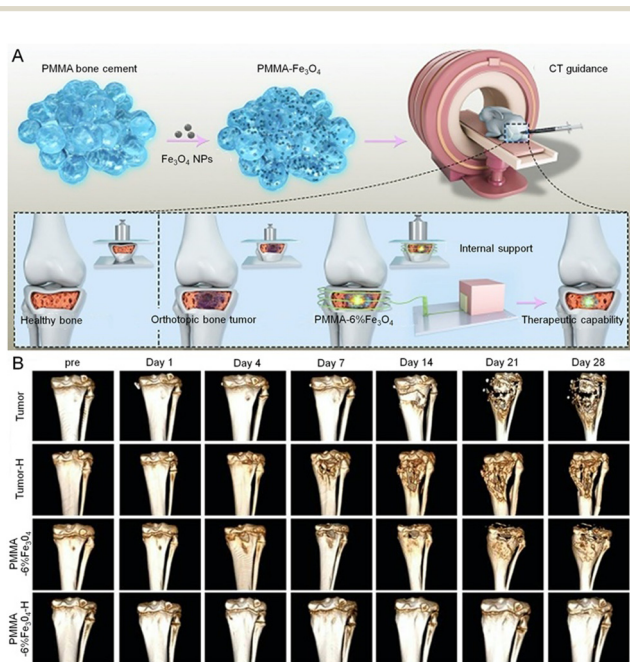 A
PMMA bone cement
PMMA-Fe₃O₄
CT guidance
Fe₃O₄ NPs
Internal support
Healthy bone
Orthotopic bone tumor
PMMA-6%Fe₃O₄
Therapeutic capability
B
pre
Day 1
Day 4
Day 7
Day 14
Day 21
Day 28
Tumor
Tumor-H
PMMA
-6%Fe₃0₄
PMMA
-6%Fe₃0₄-H